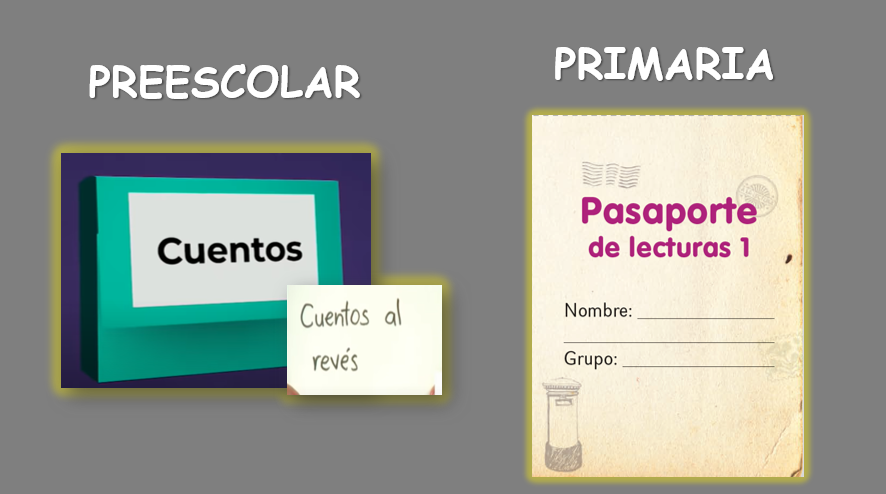 PREESCOLAR
Cuentos
Cuentos al
revés
PRIMARIA
Pasaporte
de lecturas 1
Nombre:
Grupo: